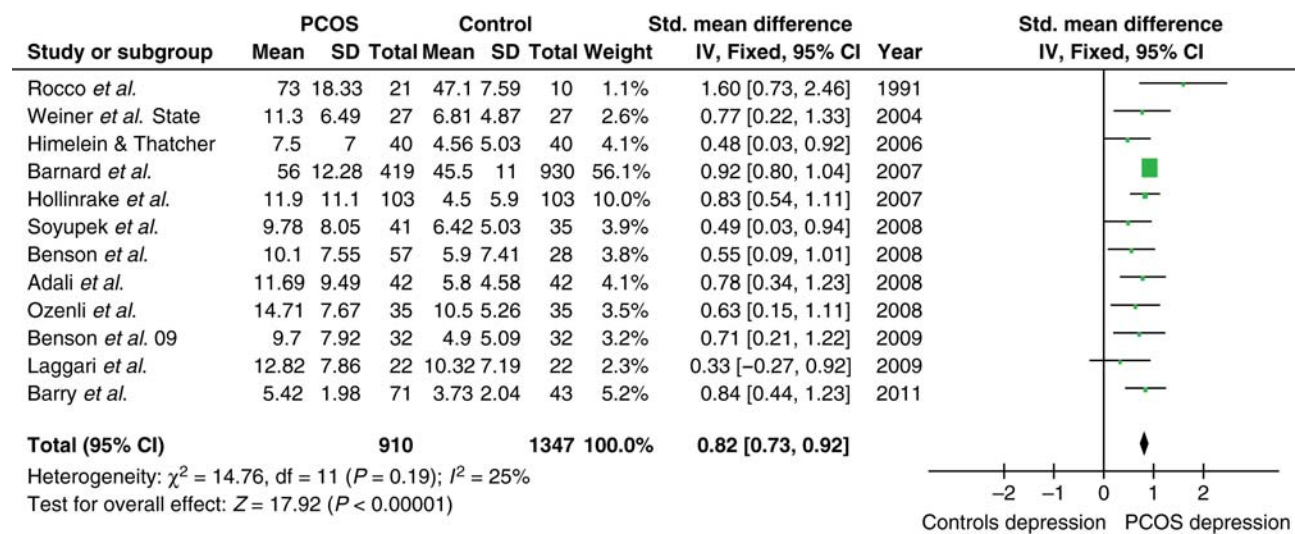 PCOS Control Std. mean difference Std. mean difference
Study or subgroup Mean SD Total Mean SD Total Weight IV, Fixed, 95% CI Year IV, Fixed, 95% CI
Rocco et al. 73 18.33 21 47.1 7.59 10 1.1% 1.60 [0.73, 2.46] 1991
Weiner et al. State 11.3 6.49 27 6.81 4.87 27 2.6% 0.77 [0.22, 1.33] 2004
Himelein & Thatcher 7.5 7 40 4.56 5.03 40 4.1% 0.48 [0.03, 0.92] 2006
Barnard et al. 56 12.28 419 45.5 11 930 56.1% 0.92 [0.80, 1.04] 2007
Hollinrake et al. 11.9 11.1 103 4.5 5.9 103 10.0% 0.83 [0.54, 1.11] 2007
Soyupek et al. 9.78 8.05 41 6.42 5.03 35 3.9% 0.49 [0.03, 0.94] 2008
Benson et al. 10.1 7.55 57 5.9 7.41 28 3.8% 0.55 [0.09, 1.01] 2008
Adali et al. 11.69 9.49 42 5.8 4.58 42 4.1% 0.78 [0.34, 1.23] 2008
Ozenli et al. 14.71 7.67 35 10.5 5.26 35 3.5% 0.63 [0.15, 1.11] 2008
Benson et al. 09 9.7 7.92 32 4.9 5.09 32 3.2% 0.71 [0.21, 1.22] 2009
Laggari et al. 12.82 7.86 22 10.32 7.19 22 2.3% 0.33 [−0.27, 0.92] 2009
Barry et al. 5.42 1.98 71 3.73 2.04 43 5.2% 0.84 [0.44, 1.23] 2011
Total (95% CI) 910 1347 100.0% 0.82 [0.73, 0.92]
Heterogeneity: χ² = 14.76, df = 11 (P = 0.19); I² = 25%
Test for overall effect: Z = 17.92 (P < 0.00001)
−2 −1 0 1 2
Controls depression PCOS depression